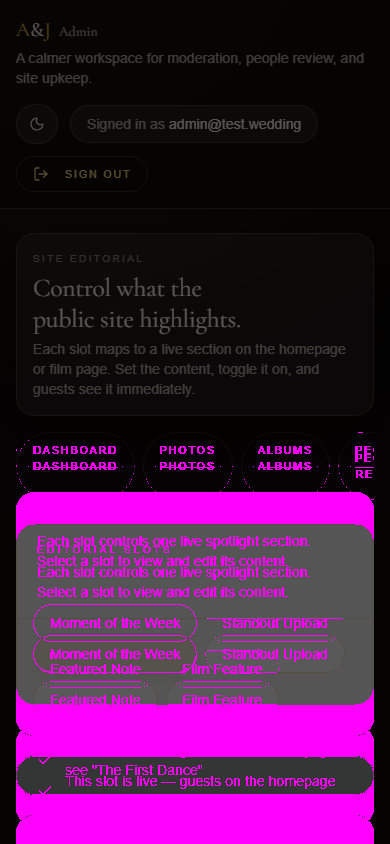 A&J Admin
A calmer workspace for moderation, people review, and
site upkeep.
Signed in as admin@test.wedding
SIGN OUT
SITE EDITORIAL
Control what the
public site highlights.
Each slot maps to a live section on the homepage
or film page. Set the content, toggle it on, and
guests see it immediately.
DASHBOARD PHOTOS ALBUMS
DASHBOARD PHOTOS ALBUMS
Each slot controls one live spotlight section.
EDITORIAL SLOTS
Select a slot to view and edit its content.
Each slot controls one live spotlight section.
Select a slot to view and edit its content.
Moment of the Week Standout Upload
Moment of the Week Standout Upload
Featured Note Film Feature
Featured Note Film Feature
see "The First Dance"
This slot is live — guests on the homepage